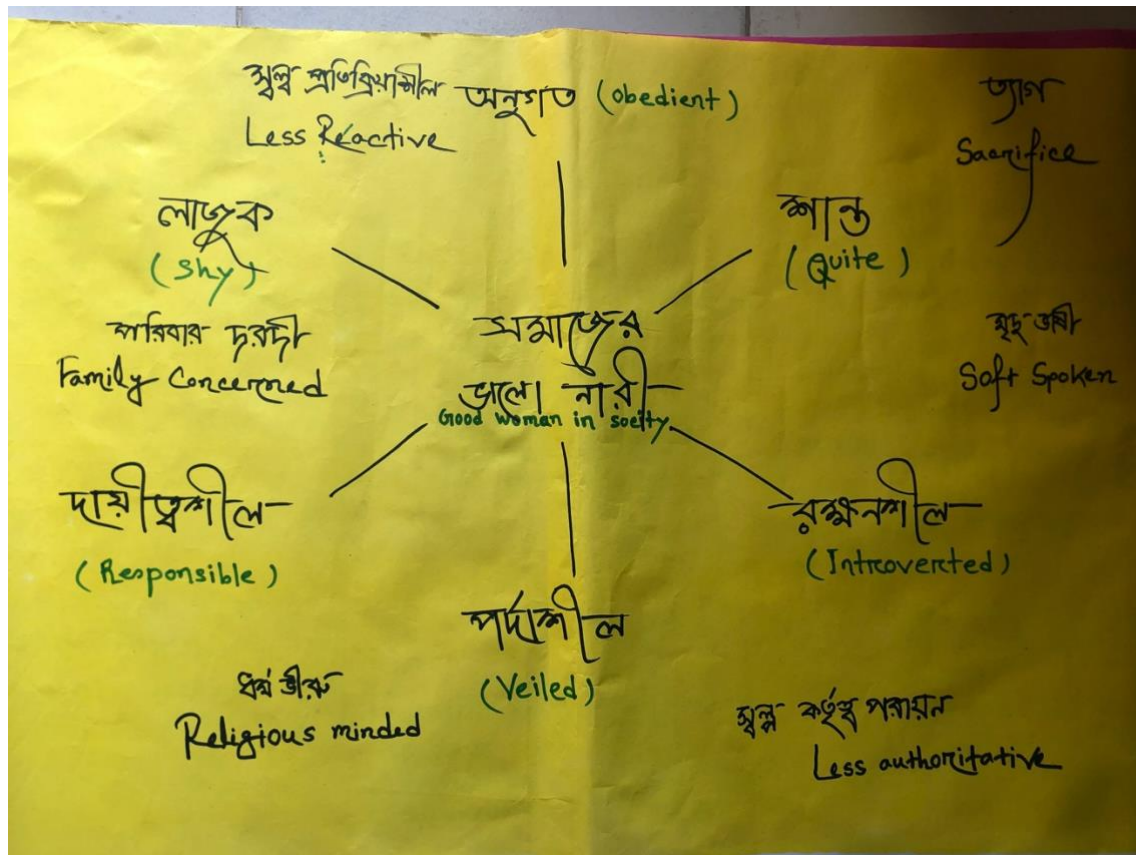 স্বল্প প্রতিক্রিয়াশীল
Less Reactive
অনুগত (obedient)
ত্যাগ
Sacrifice
লাজুক
(shy)
শান্ত
(Quite)
পরিবার দরদী
Family Concerned
সমাজের
ভালো নারী
Good woman in soeity
মৃদু ভাষী
Soft Spoken
দায়ীত্বশীল
(Responsible)
রক্ষনশীল
(Introverted)
পর্দাশীল
(Veiled)
ধর্ম ভীরু
Religious minded
স্বল্প কর্তৃত্ব পরায়ন
Less authoritative